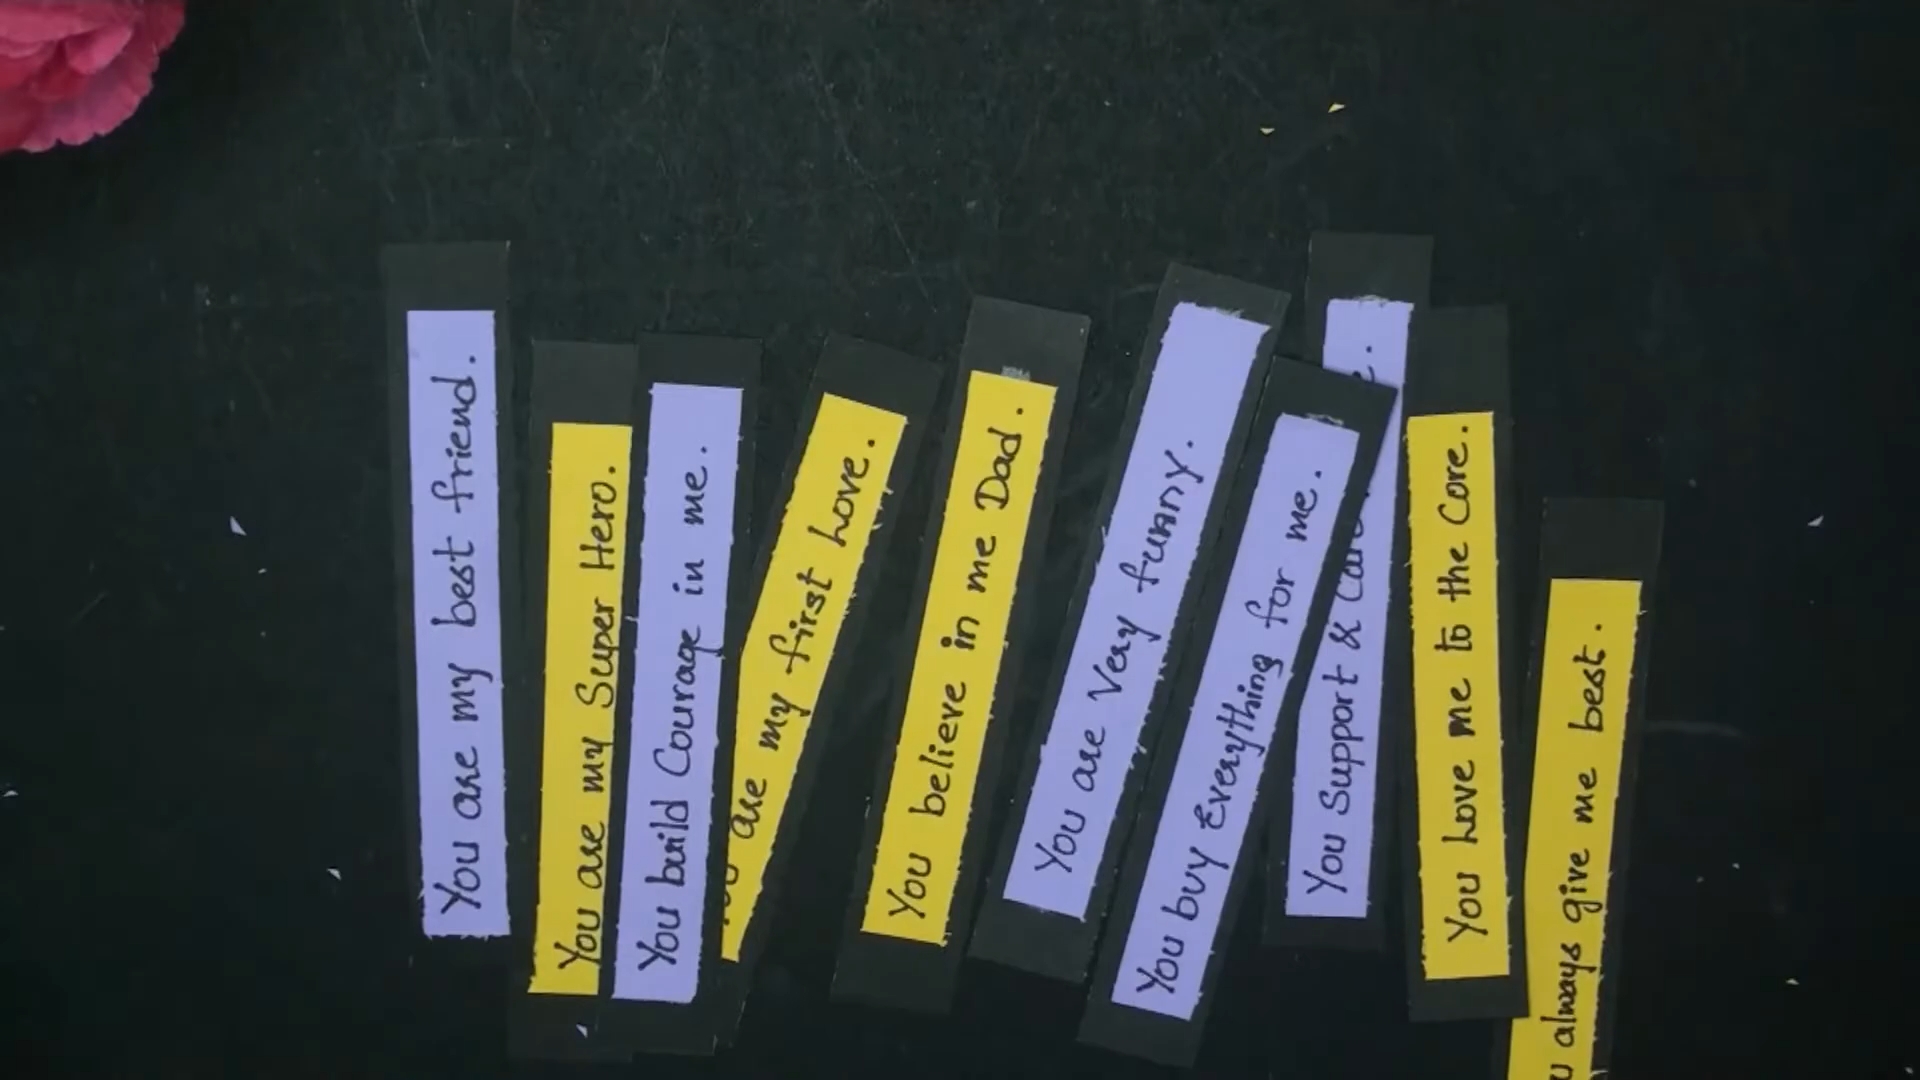 You are my best friend.
You are my Super Hero.
You build Courage in me.
are my first Love.
You believe in me Dad.
You are Very funny.
You buy Everything for me.
You Support &
You Love me to the Core.
always give me best.